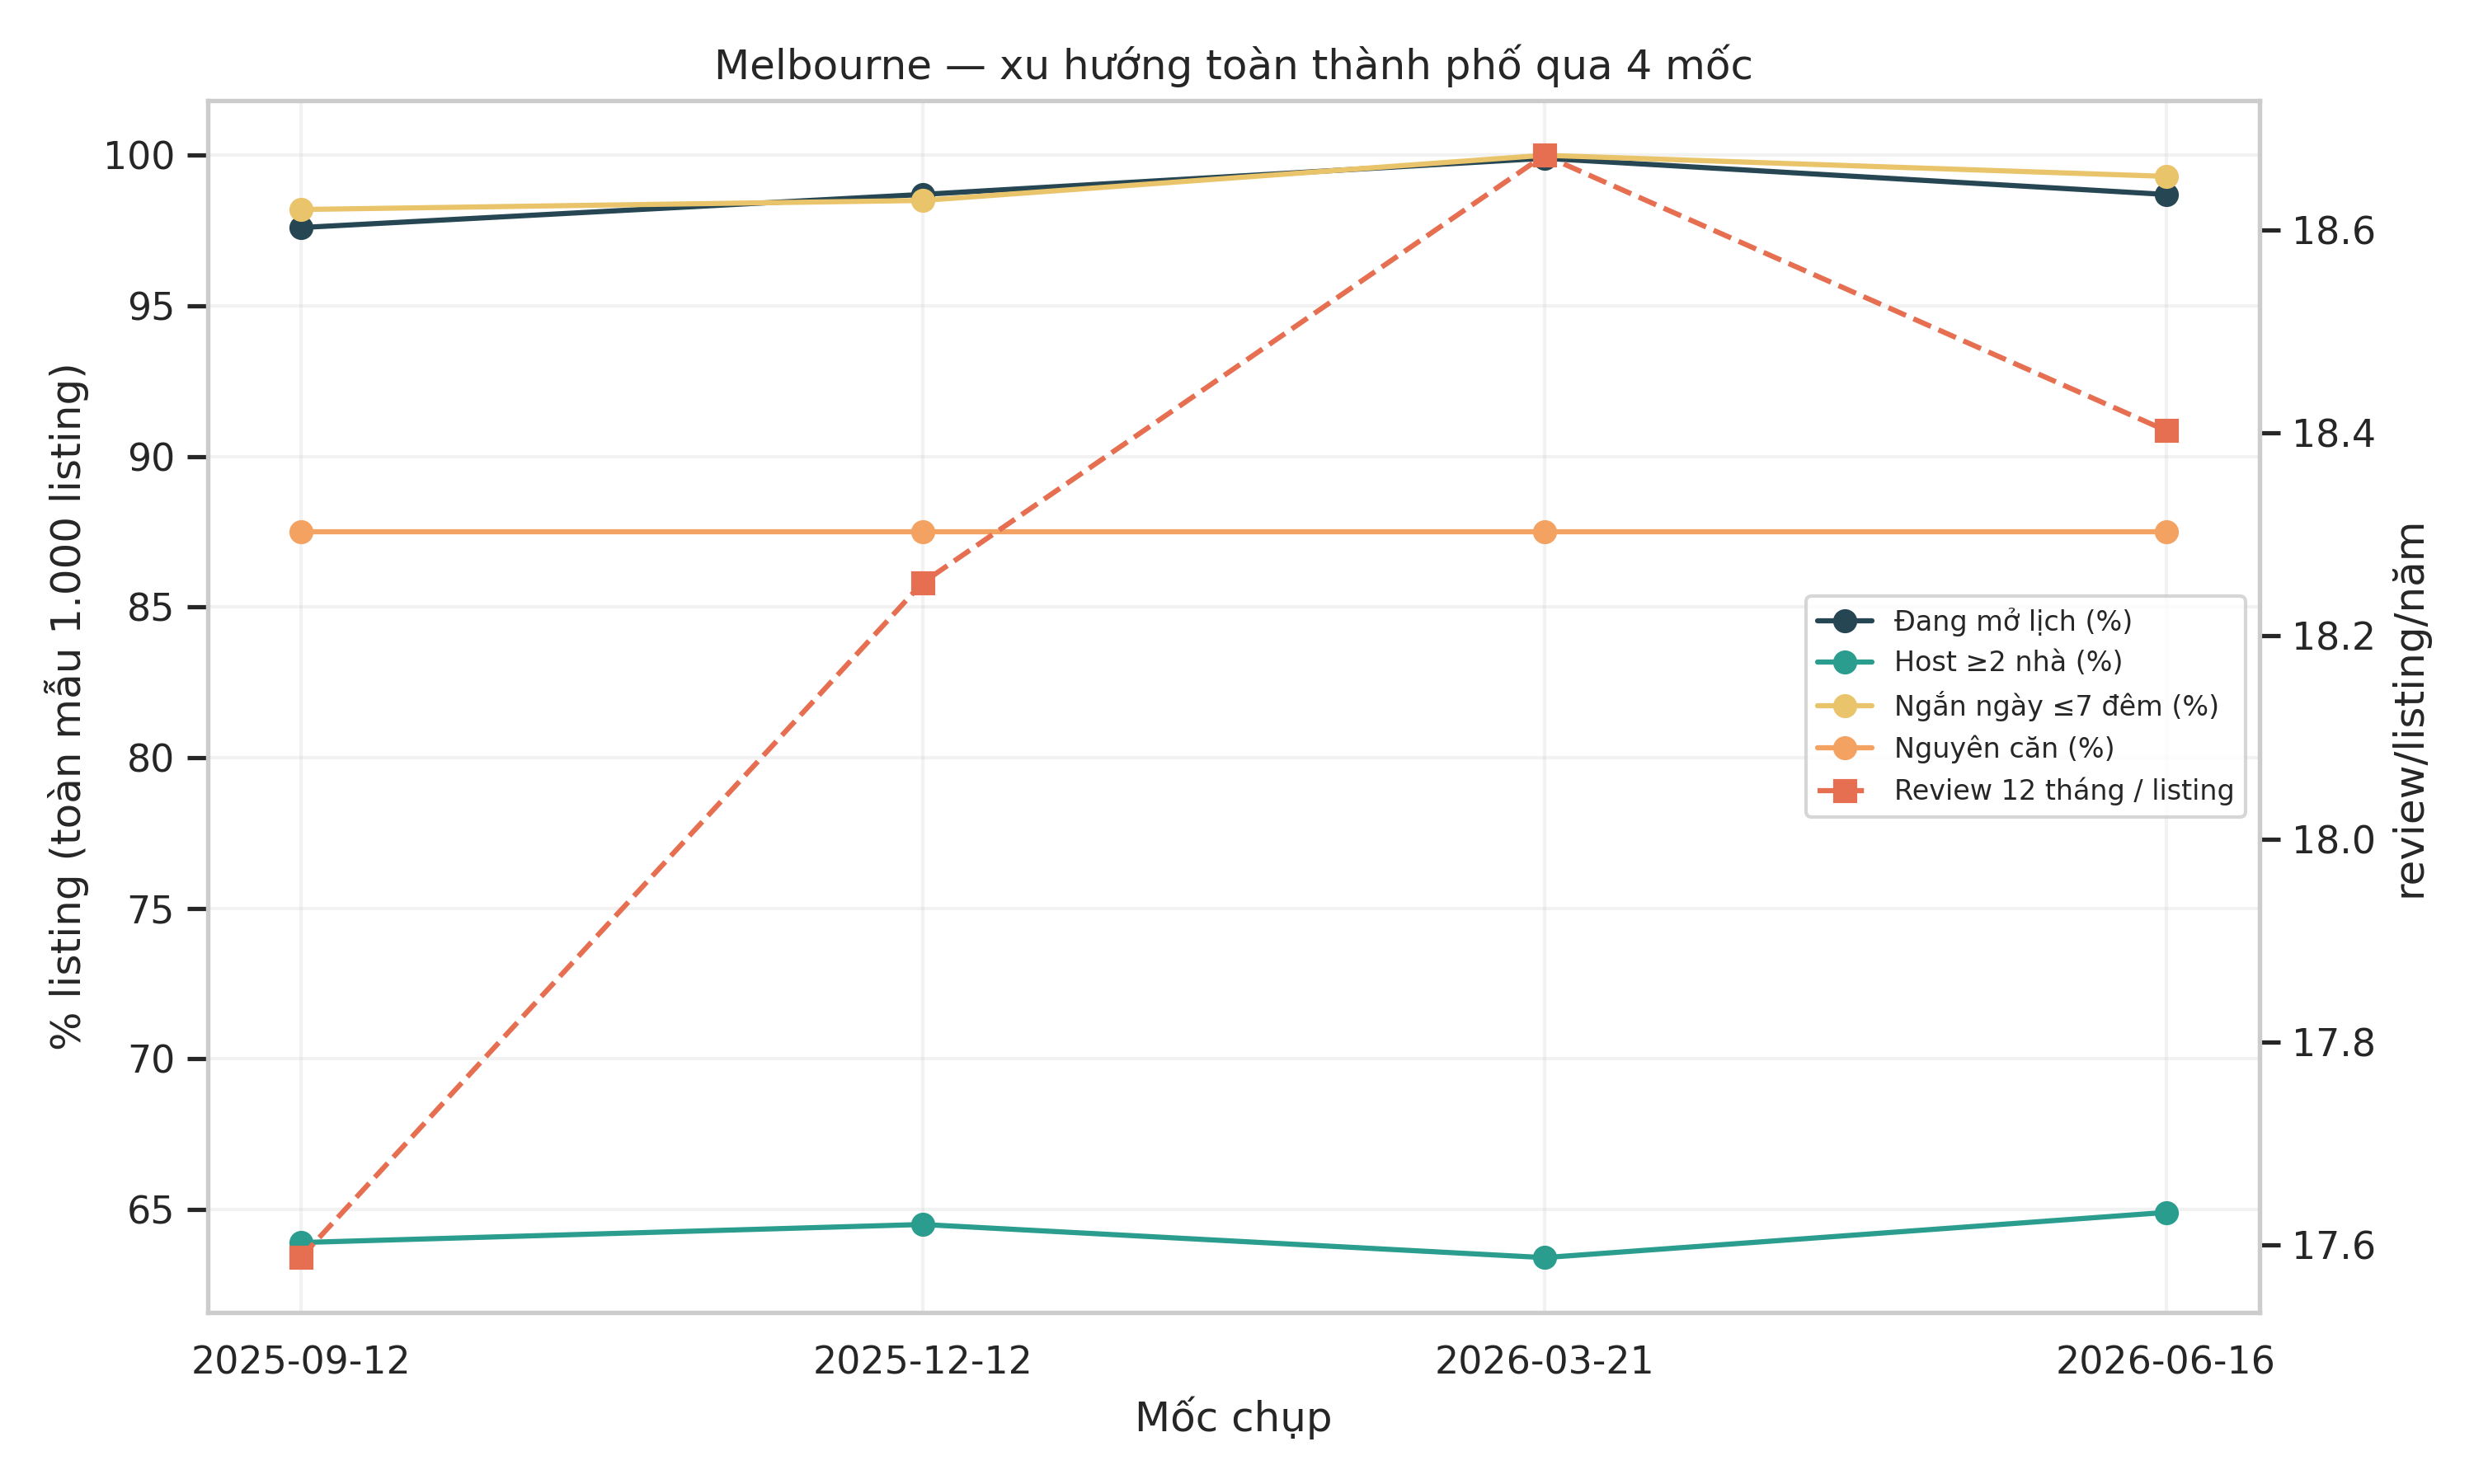 Melbourne — xu hướng toàn thành phố qua 4 mốc
% listing (toàn mẫu 1.000 listing)
100
95
90
85
80
75
70
65
18.6
18.4
18.2
18.0
17.8
17.6
review/listing/năm
Đang mở lịch (%)
Host ≥2 nhà (%)
Ngắn ngày ≤7 đêm (%)
Nguyên căn (%)
Review 12 tháng / listing
2025-09-12
2025-12-12
2026-03-21
2026-06-16
Mốc chụp